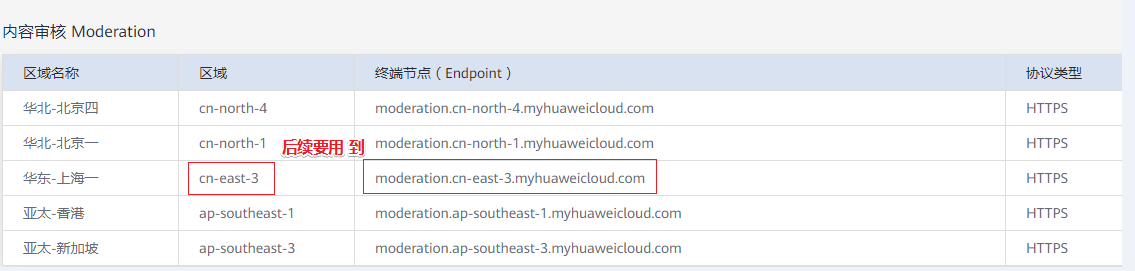 内容审核 Moderation
区域名称 区域 终端节点（Endpoint） 协议类型
华北-北京四 cn-north-4 moderation.cn-north-4.myhuaweicloud.com HTTPS
华北-北京一 cn-north-1 moderation.cn-north-1.myhuaweicloud.com HTTPS
后续要用 到
华东-上海一 cn-east-3 moderation.cn-east-3.myhuaweicloud.com HTTPS
亚太-香港 ap-southeast-1 moderation.ap-southeast-1.myhuaweicloud.com HTTPS
亚太-新加坡 ap-southeast-3 moderation.ap-southeast-3.myhuaweicloud.com HTTPS